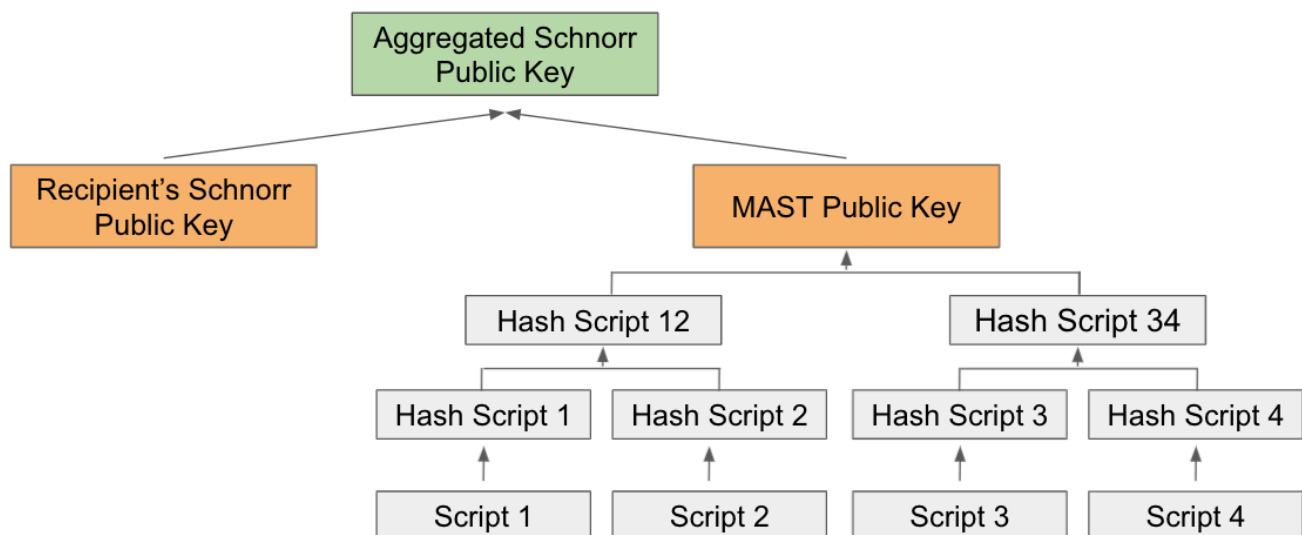 Aggregated Schnorr
Public Key
Recipient’s Schnorr
Public Key
MAST Public Key
Hash Script 12
Hash Script 34
Hash Script 1
Hash Script 2
Hash Script 3
Hash Script 4
Script 1
Script 2
Script 3
Script 4